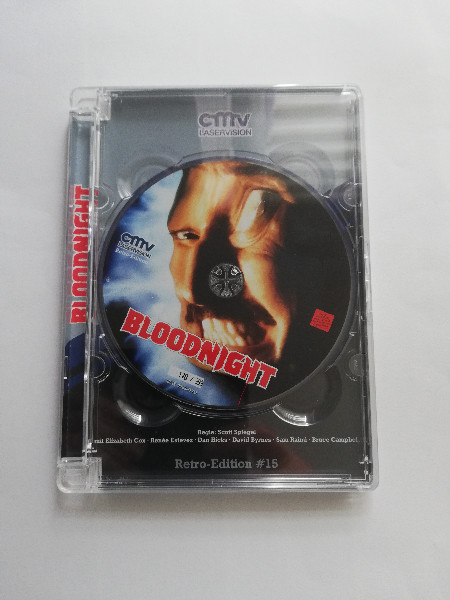 cmv
LASERVISION
BLOODNIGHT
cmv
LASERVISION
BLOODNIGHT
Regie: Scott Spiegel
mit Elizabeth Cox · Renée Estevez · Dan Hicks · David Byrnes · Sam Raimi · Bruce Campbell
Retro-Edition #15